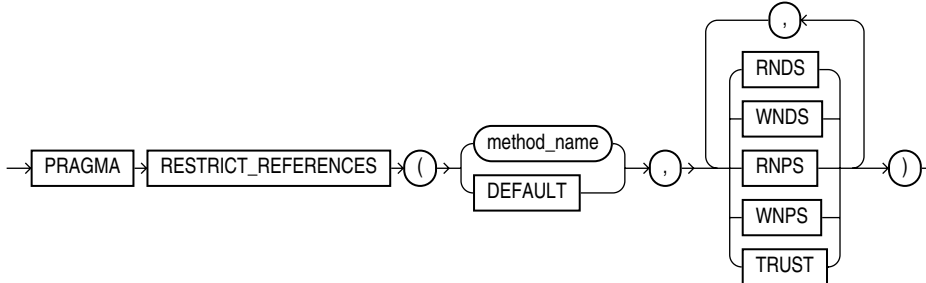 ,
RNDS
WNDS
method_name
PRAGMA RESTRICT_REFERENCES ( , RNPS )
DEFAULT
WNPS
TRUST